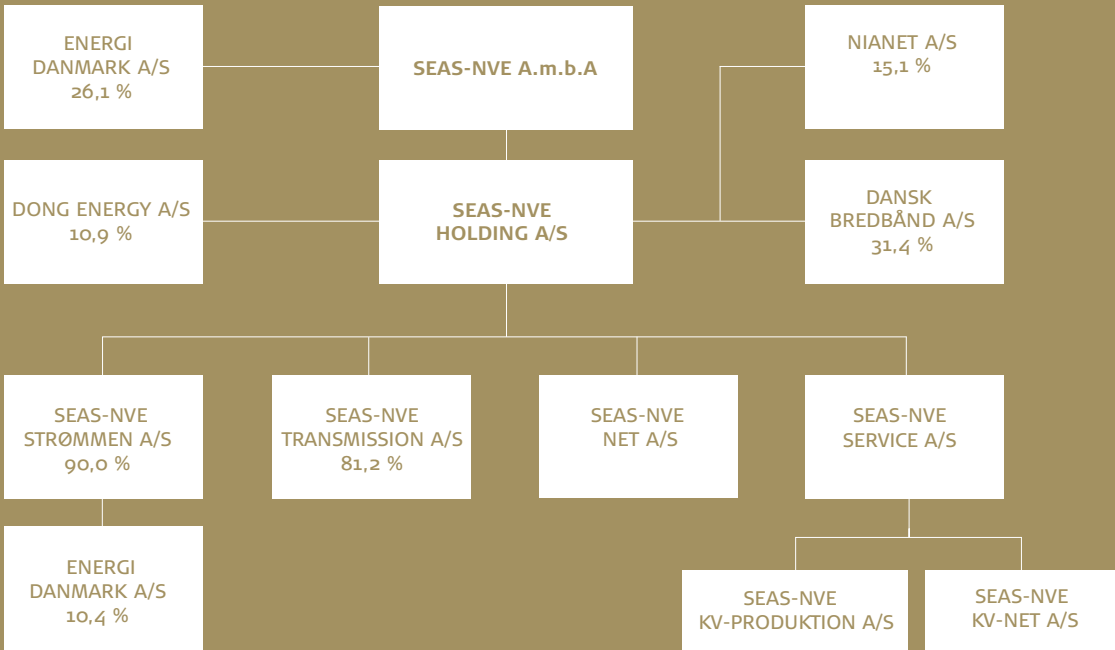 ENERGI
DANMARK A/S
26,1 %
SEAS-NVE A.m.b.A
NIANET A/S
15,1 %
DONG ENERGY A/S
10,9 %
SEAS-NVE
HOLDING A/S
DANSK
BREDBÅND A/S
31,4 %
SEAS-NVE
STRØMMEN A/S
90,0 %
SEAS-NVE
TRANSMISSION A/S
81,2 %
SEAS-NVE
NET A/S
SEAS-NVE
SERVICE A/S
ENERGI
DANMARK A/S
10,4 %
SEAS-NVE
KV-PRODUKTION A/S
SEAS-NVE
KV-NET A/S